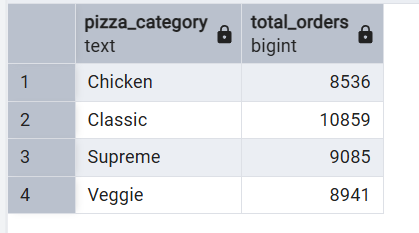 pizza_category total_orders
text bigint
1 Chicken 8536
2 Classic 10859
3 Supreme 9085
4 Veggie 8941